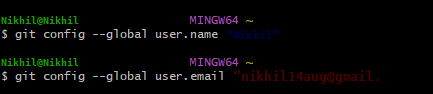 Nikhil@Nikhil MINGW64 ~
$ git config --global user.name "nikhil"
Nikhil@Nikhil MINGW64 ~
$ git config --global user.email "nikhil14aug@gmail.